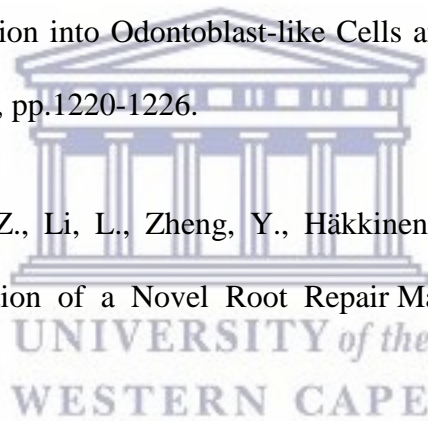 ion into Odontoblast-like Cells a
, pp.1220-1226.
Z., Li, L., Zheng, Y., Häkkinen
tion of a Novel Root Repair Ma
UNIVERSITY of the
WESTERN CAPE